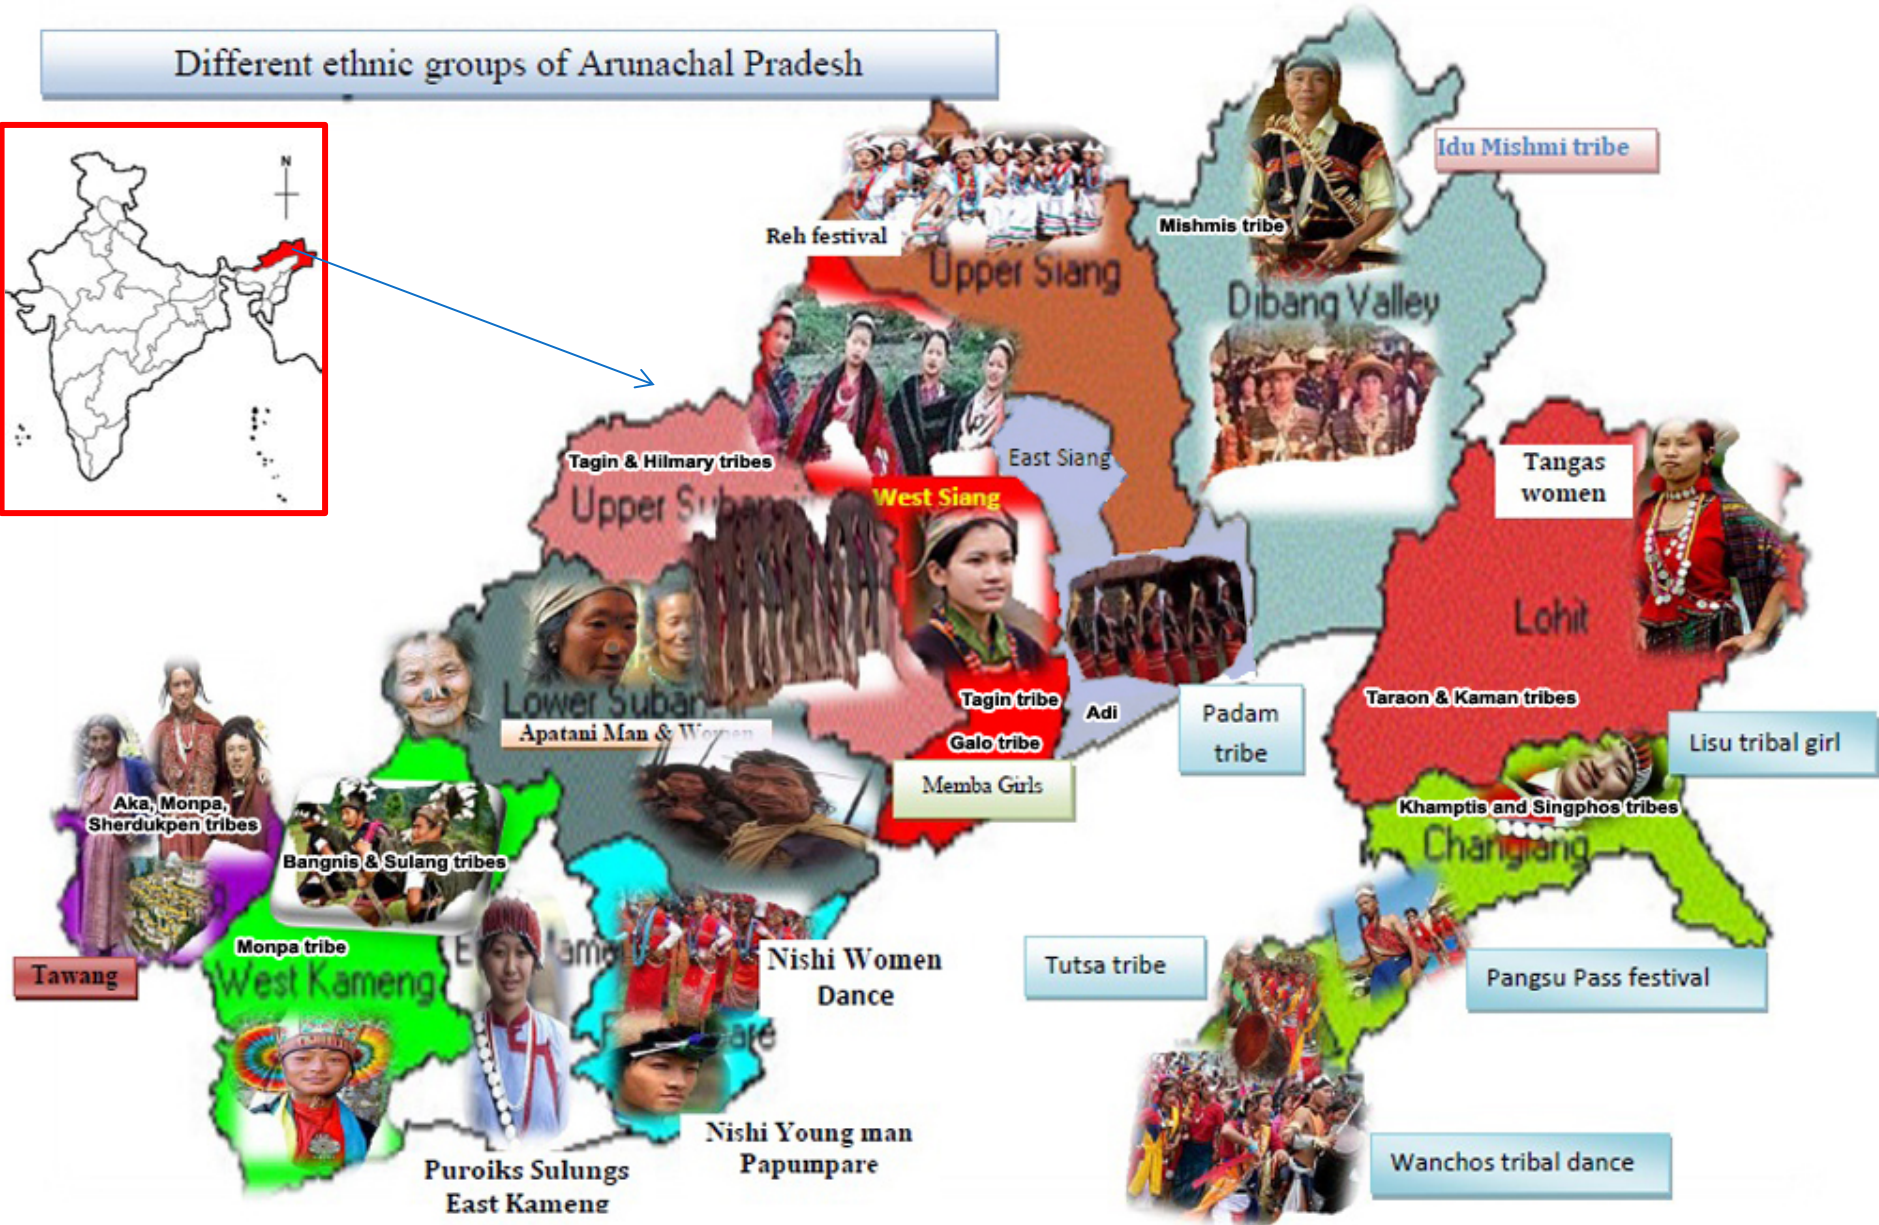 Different ethnic groups of Arunachal Pradesh
N
Idu Mishmi tribe
Mishmis tribe
Reh festival
Upper Siang
Dibang Valley
East Siang
Tagin & Hilmary tribes
Upper
West Siang
Tangas
women
Lohit
Lower Suban
Apatani Man & Women
Tagin tribe
Adi
Galo tribe
Memba Girls
Padam
tribe
Taraon & Kaman tribes
Lisu tribal girl
Khamptis and Singphos tribes
Changlang
Aka, Monpa,
Sherdukpen tribes
Bangnis & Sulang tribes
Monpa tribe
West Kameng
Tawang
Nishi Women
Dance
Tutsa tribe
Pangsu Pass festival
Nishi Young man
Papumpare
Puroiks Sulungs
East Kameng
Wanchos tribal dance